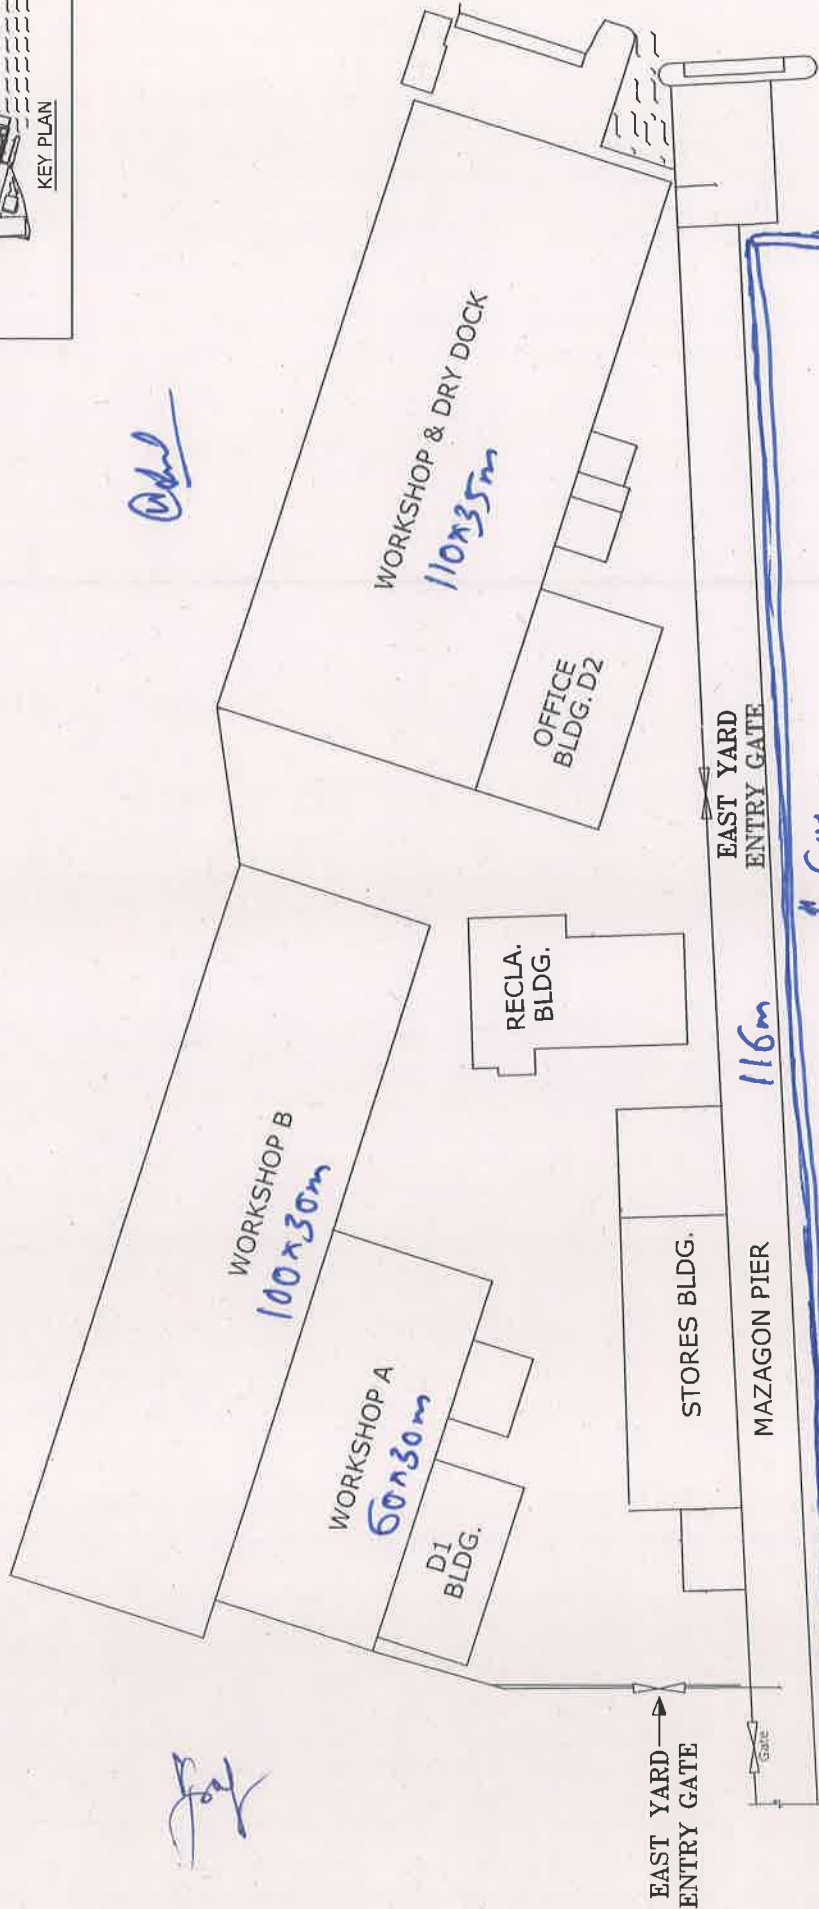 KEY PLAN
WORKSHOP & DRY DOCK
110x35m
OFFICE
BLDG. D2
EAST YARD
ENTRY GATE
RECLA.
BLDG.
WORKSHOP B
100x30m
116m
WORKSHOP A
60x30m
STORES BLDG.
MAZAGON PIER
D1
BLDG.
Gate
EAST YARD
ENTRY GATE